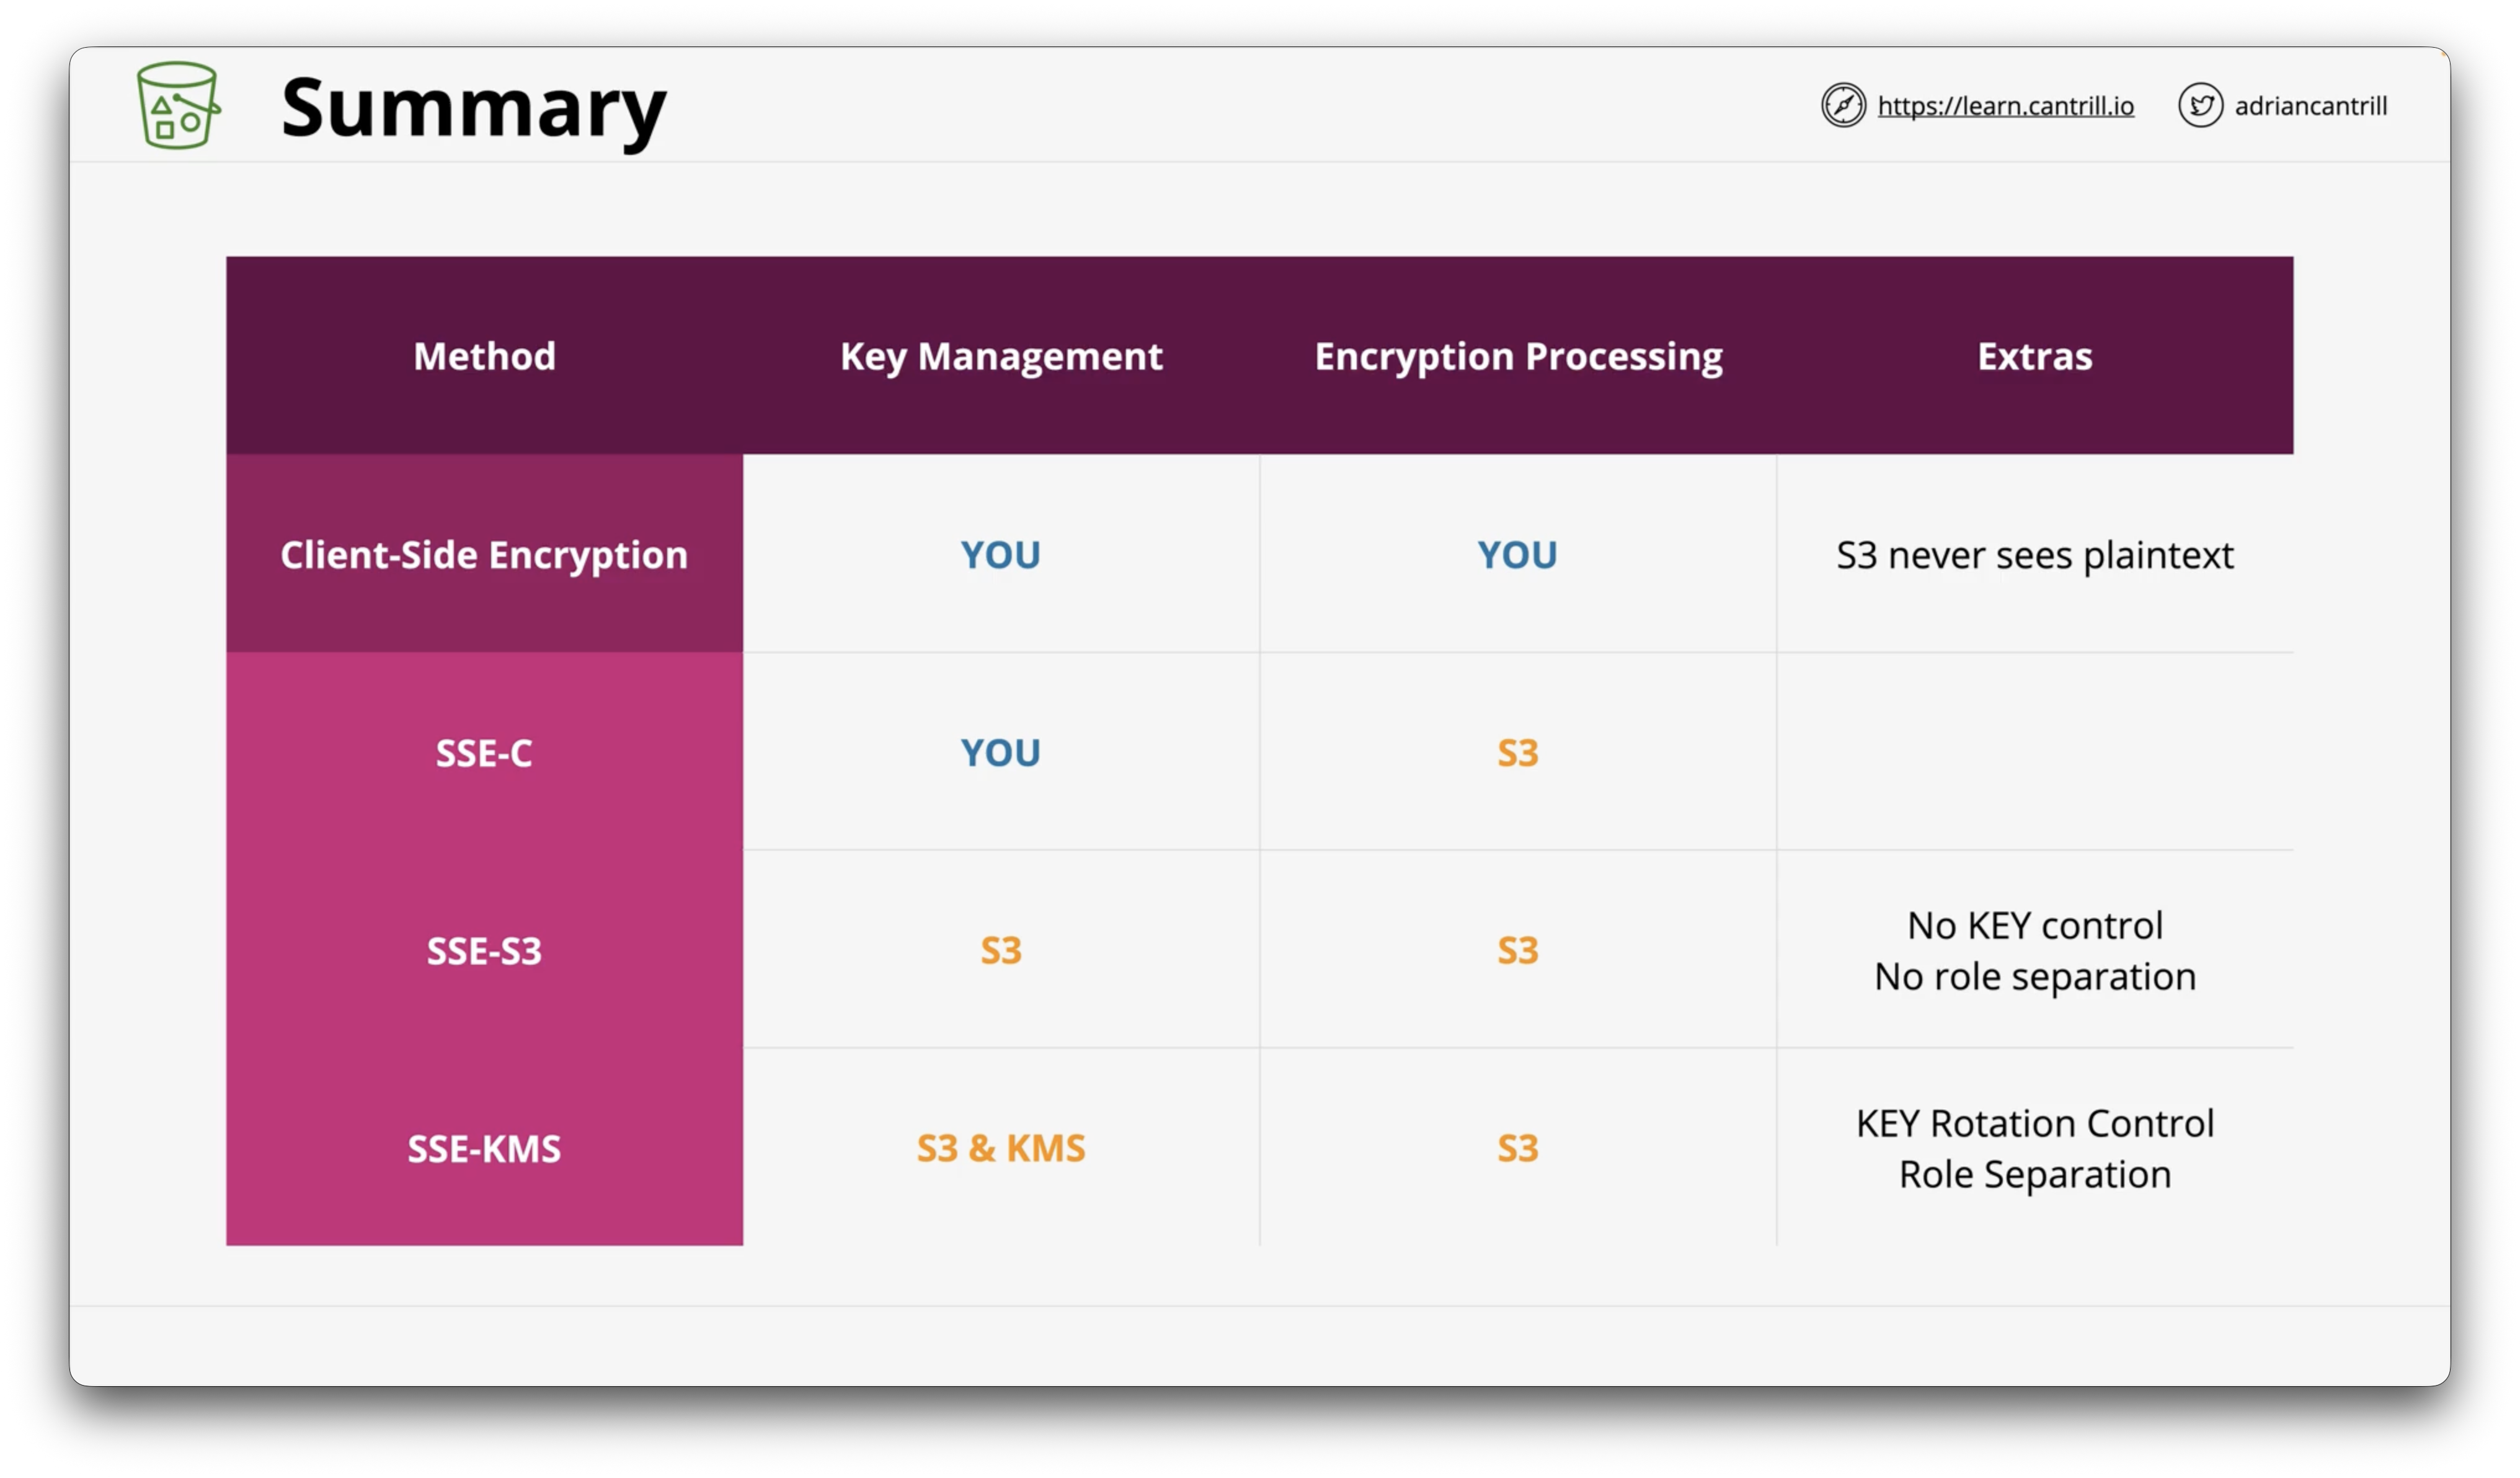 Summary
https://learn.cantrill.io
adriancantrill
Method Key Management Encryption Processing Extras
Client-Side Encryption YOU YOU S3 never sees plaintext
SSE-C YOU S3
SSE-S3 S3 S3 No KEY control
No role separation
SSE-KMS S3 & KMS S3 KEY Rotation Control
Role Separation